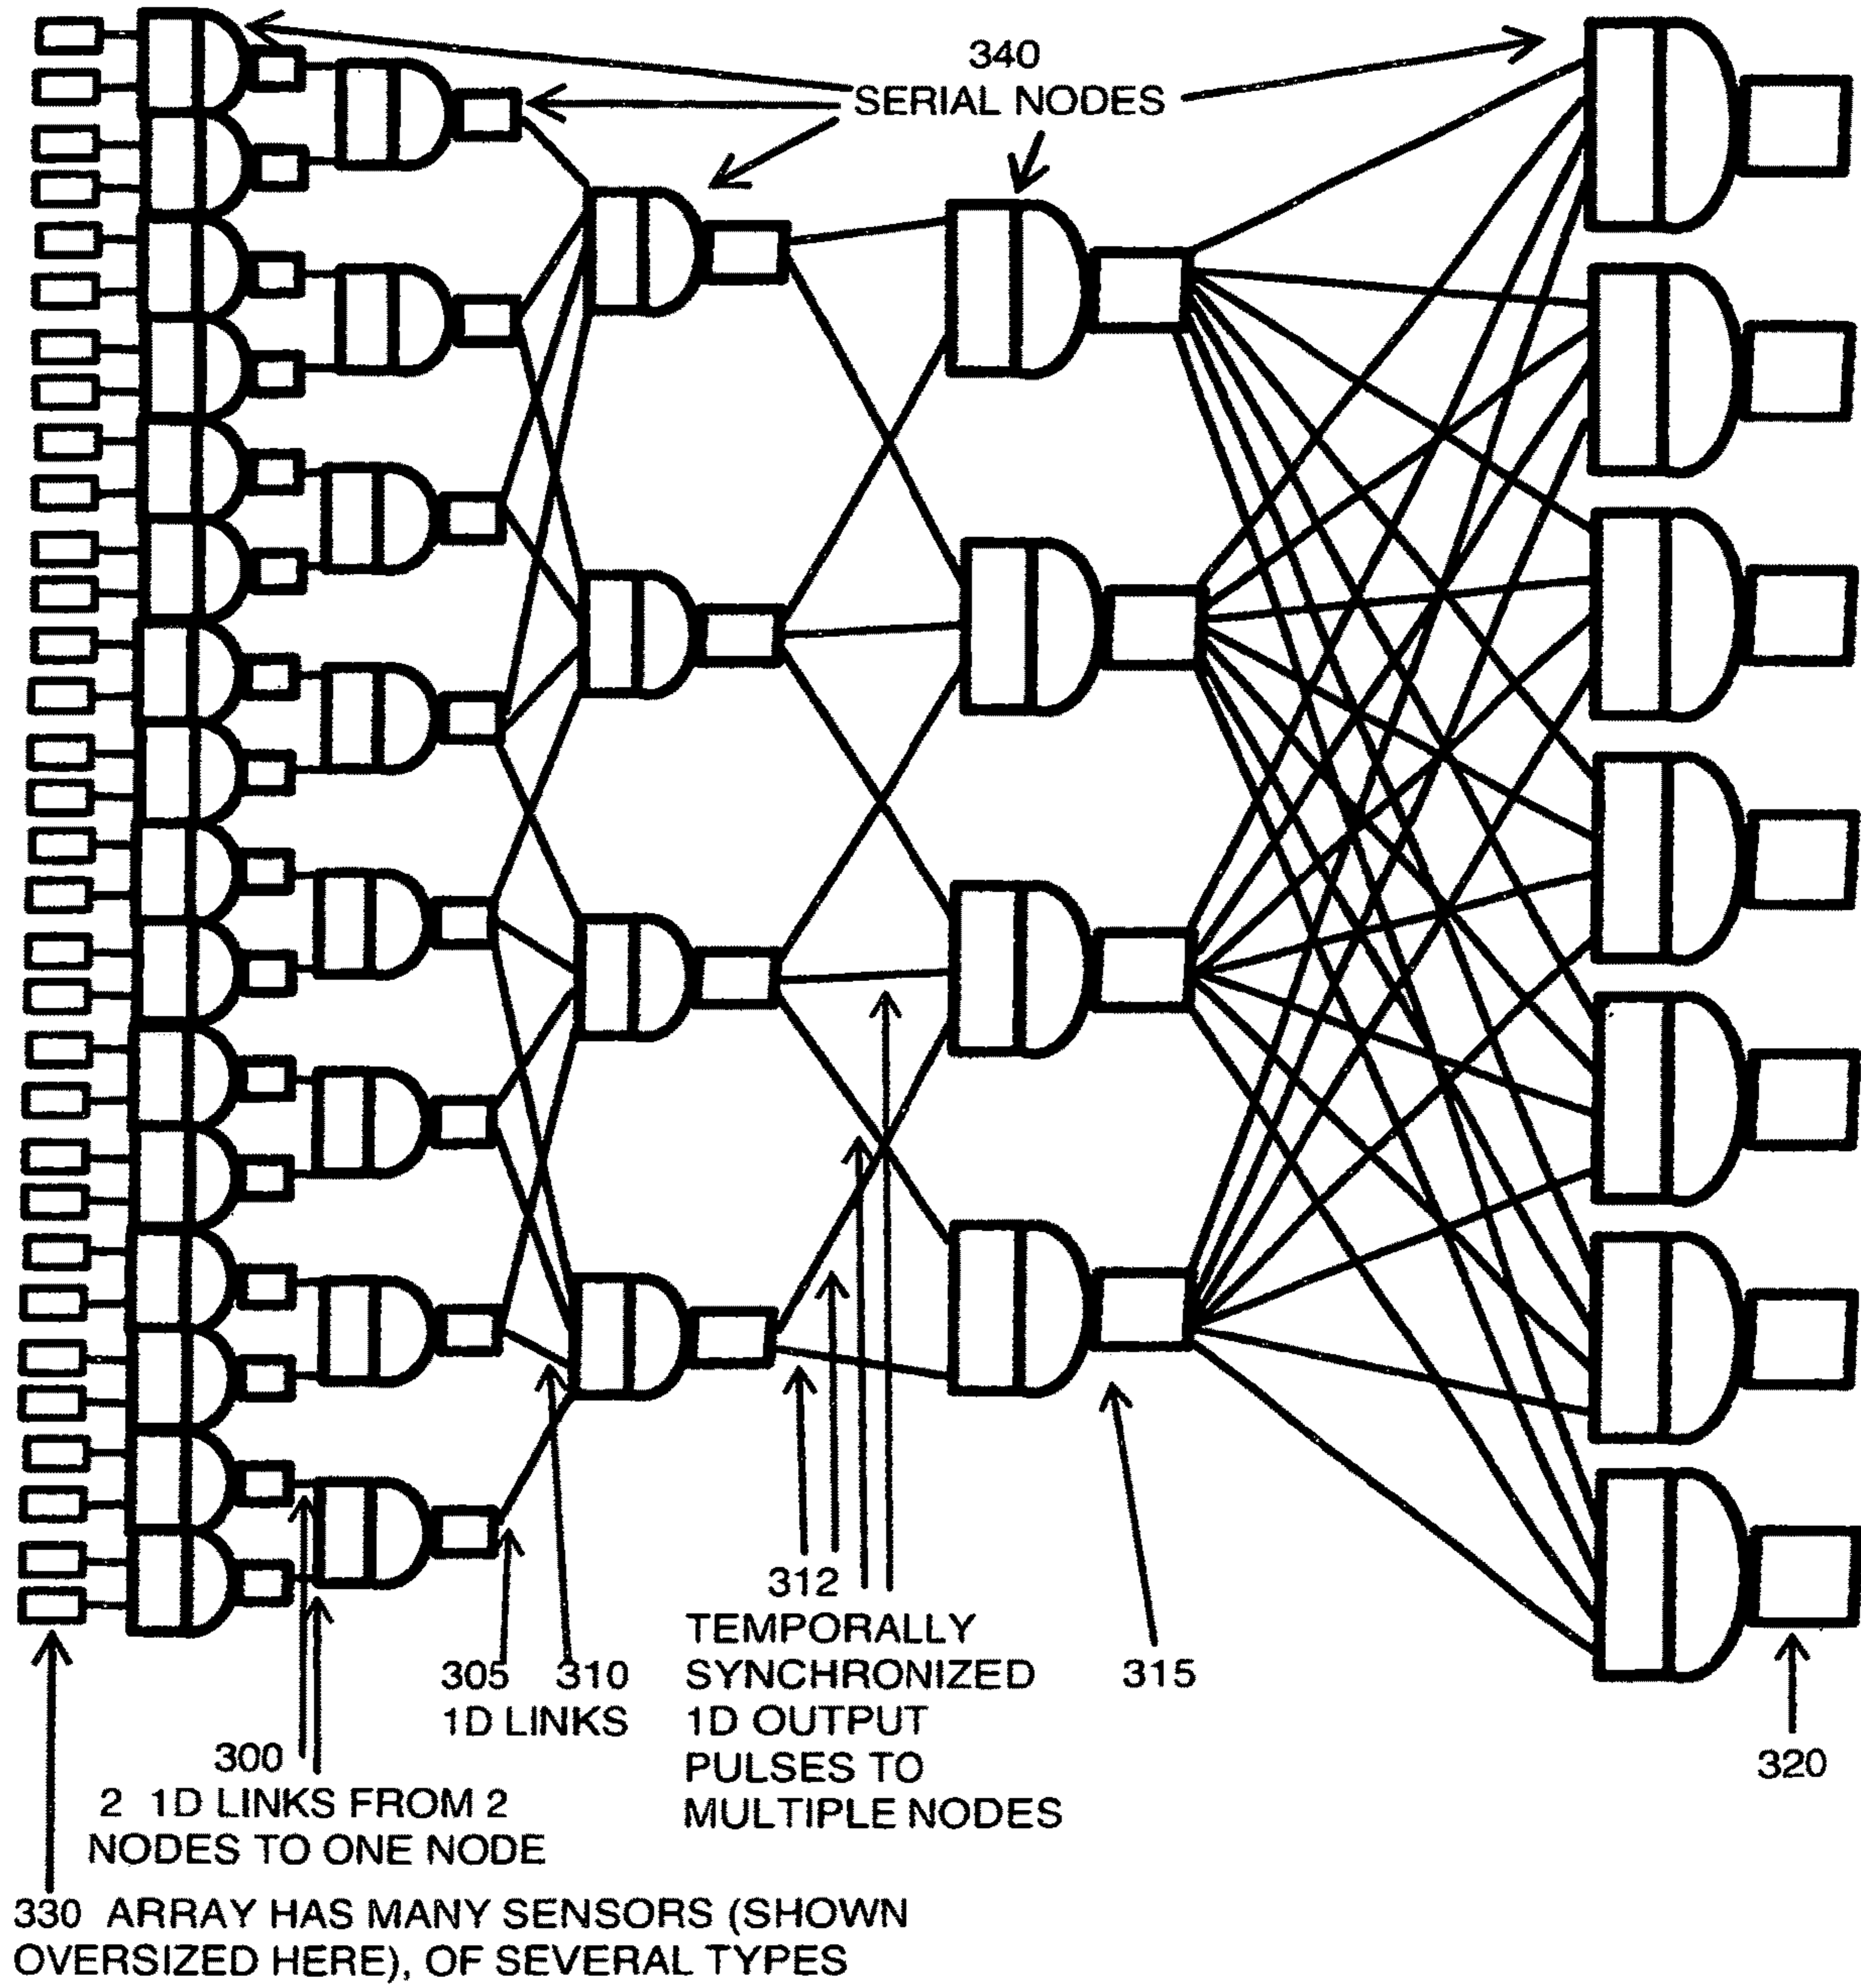 340
SERIAL NODES
312
TEMPORALLY
SYNCHRONIZED
1D OUTPUT
PULSES TO
MULTIPLE NODES
305 310
1D LINKS
315
320
300
2 1D LINKS FROM 2
NODES TO ONE NODE
330 ARRAY HAS MANY SENSORS (SHOWN
OVERSIZED HERE), OF SEVERAL TYPES